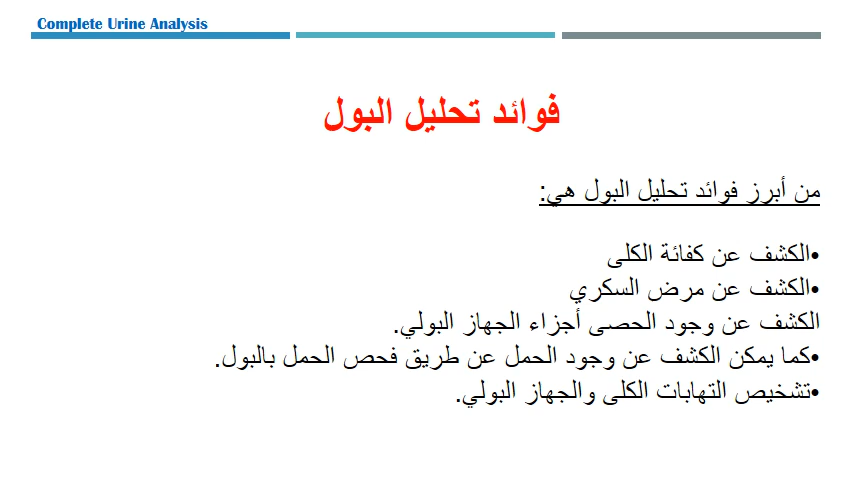 Complete Urine Analysis
فوائد تحليل البول
من أبرز فوائد تحليل البول هي:
•الكشف عن كفائة الكلى
•الكشف عن مرض السكري
الكشف عن وجود الحصى أجزاء الجهاز البولي.
•كما يمكن الكشف عن وجود الحمل عن طريق فحص الحمل بالبول.
•تشخيص التهابات الكلى والجهاز البولي.